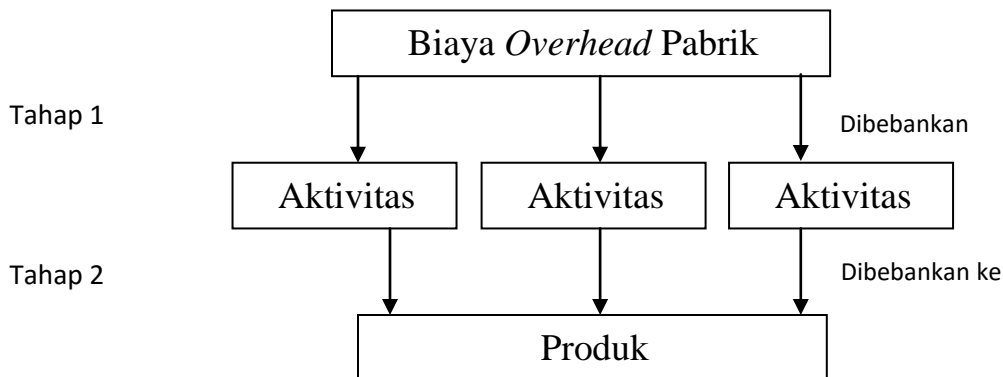 Biaya Overhead Pabrik
Tahap 1
Dibebankan
Aktivitas
Aktivitas
Aktivitas
Tahap 2
Dibebankan ke
Produk